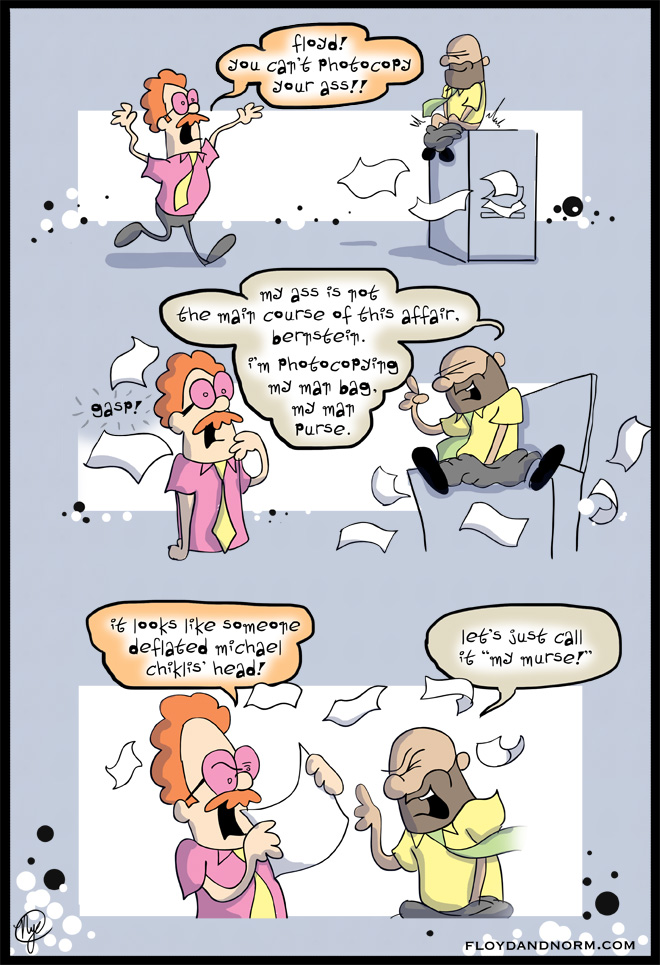 floyd!
you can't photocopy
your ass!!
my ass is not
the main course of this affair,
bernstein.
i'm photocopying
my man bag,
my man
purse.
gasp!
it looks like someone
deflated michael
chiklis' head!
let's just call
it "my murse!"
Nye
FLOYDANDNORM.COM